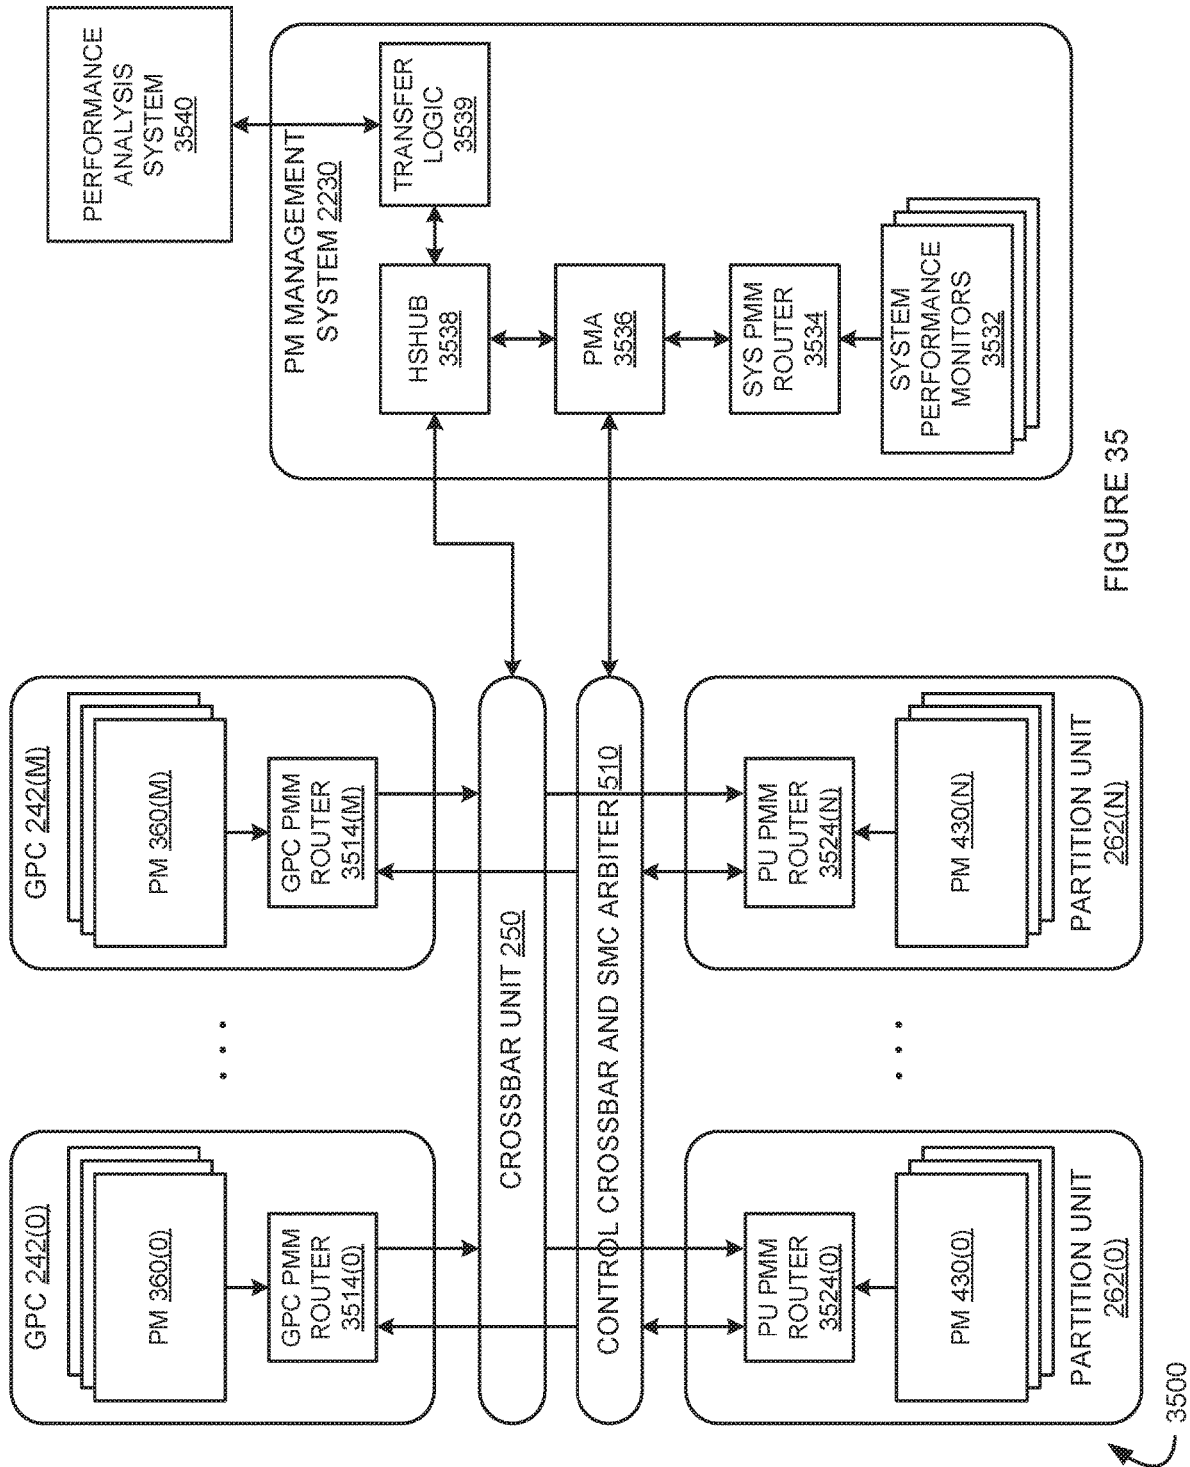 GPC 242(0)
PM 360(0)
GPC PMM
ROUTER
3514(0)
. . .
GPC 242(M)
PM 360(M)
GPC PMM
ROUTER
3514(M)
CROSSBAR UNIT 250
CONTROL CROSSBAR AND SMC ARBITER 510
PU PMM
ROUTER
3524(0)
PM 430(0)
PARTITION UNIT
262(0)
. . .
PU PMM
ROUTER
3524(N)
PM 430(N)
PARTITION UNIT
262(N)
PERFORMANCE
ANALYSIS
SYSTEM
3540
PM MANAGEMENT
SYSTEM 2230
TRANSFER
LOGIC
3539
HSHUB
3538
PMA
3536
SYS PMM
ROUTER
3534
SYSTEM
PERFORMANCE
MONITORS
3532
3500
FIGURE 35